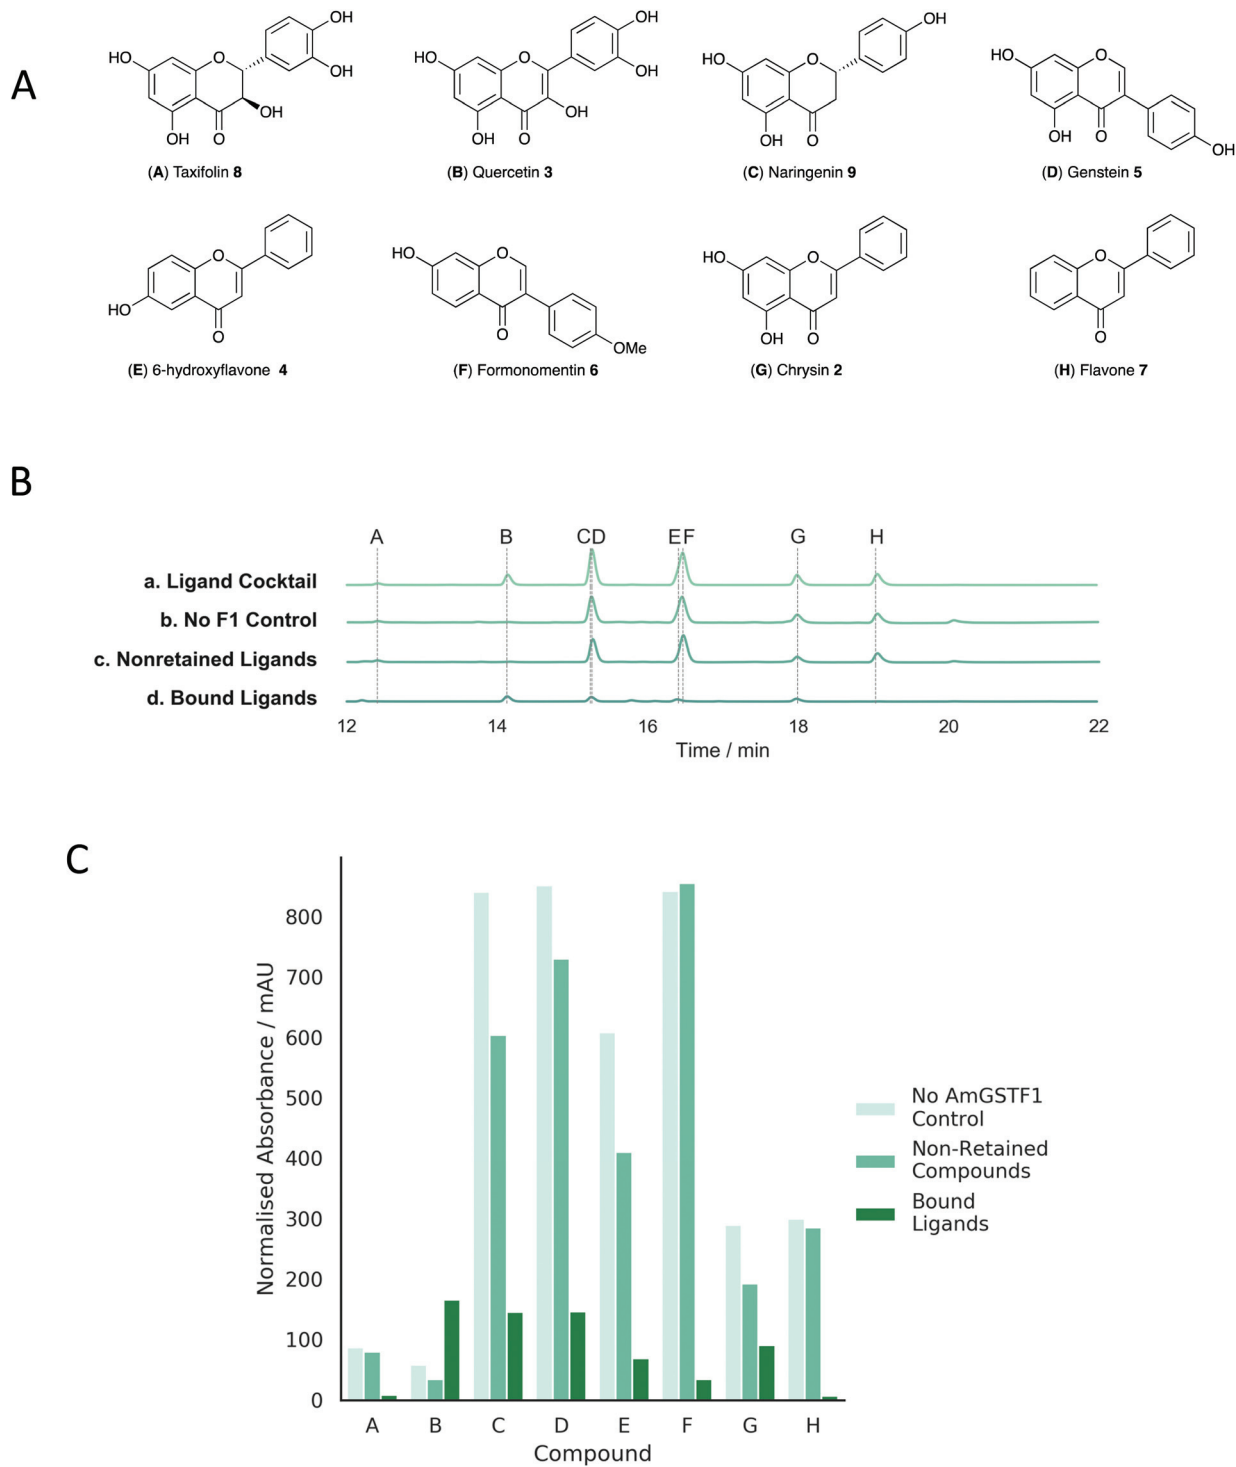 A
OH
HO
O
OH
OH
OH
O
(A) Taxifolin 8
OH
HO
O
OH
OH
OH
O
(B) Quercetin 3
OH
HO
O
OH
O
(C) Naringenin 9
HO
O
OH
O
OH
(D) Genstein 5
O
HO
O
(E) 6-hydroxyflavone 4
HO
O
O
OMe
(F) Formonomentin 6
HO
O
OH
O
(G) Chrysin 2
O
O
(H) Flavone 7
B
A B CD EF G H
a. Ligand Cocktail
b. No F1 Control
c. Nonretained Ligands
d. Bound Ligands
12 14 16 18 20 22
Time / min
C
Normalised Absorbance / mAU
800
700
600
500
400
300
200
100
0
A B C D E F G H
Compound
No AmGSTF1
Control
Non-Retained
Compounds
Bound
Ligands